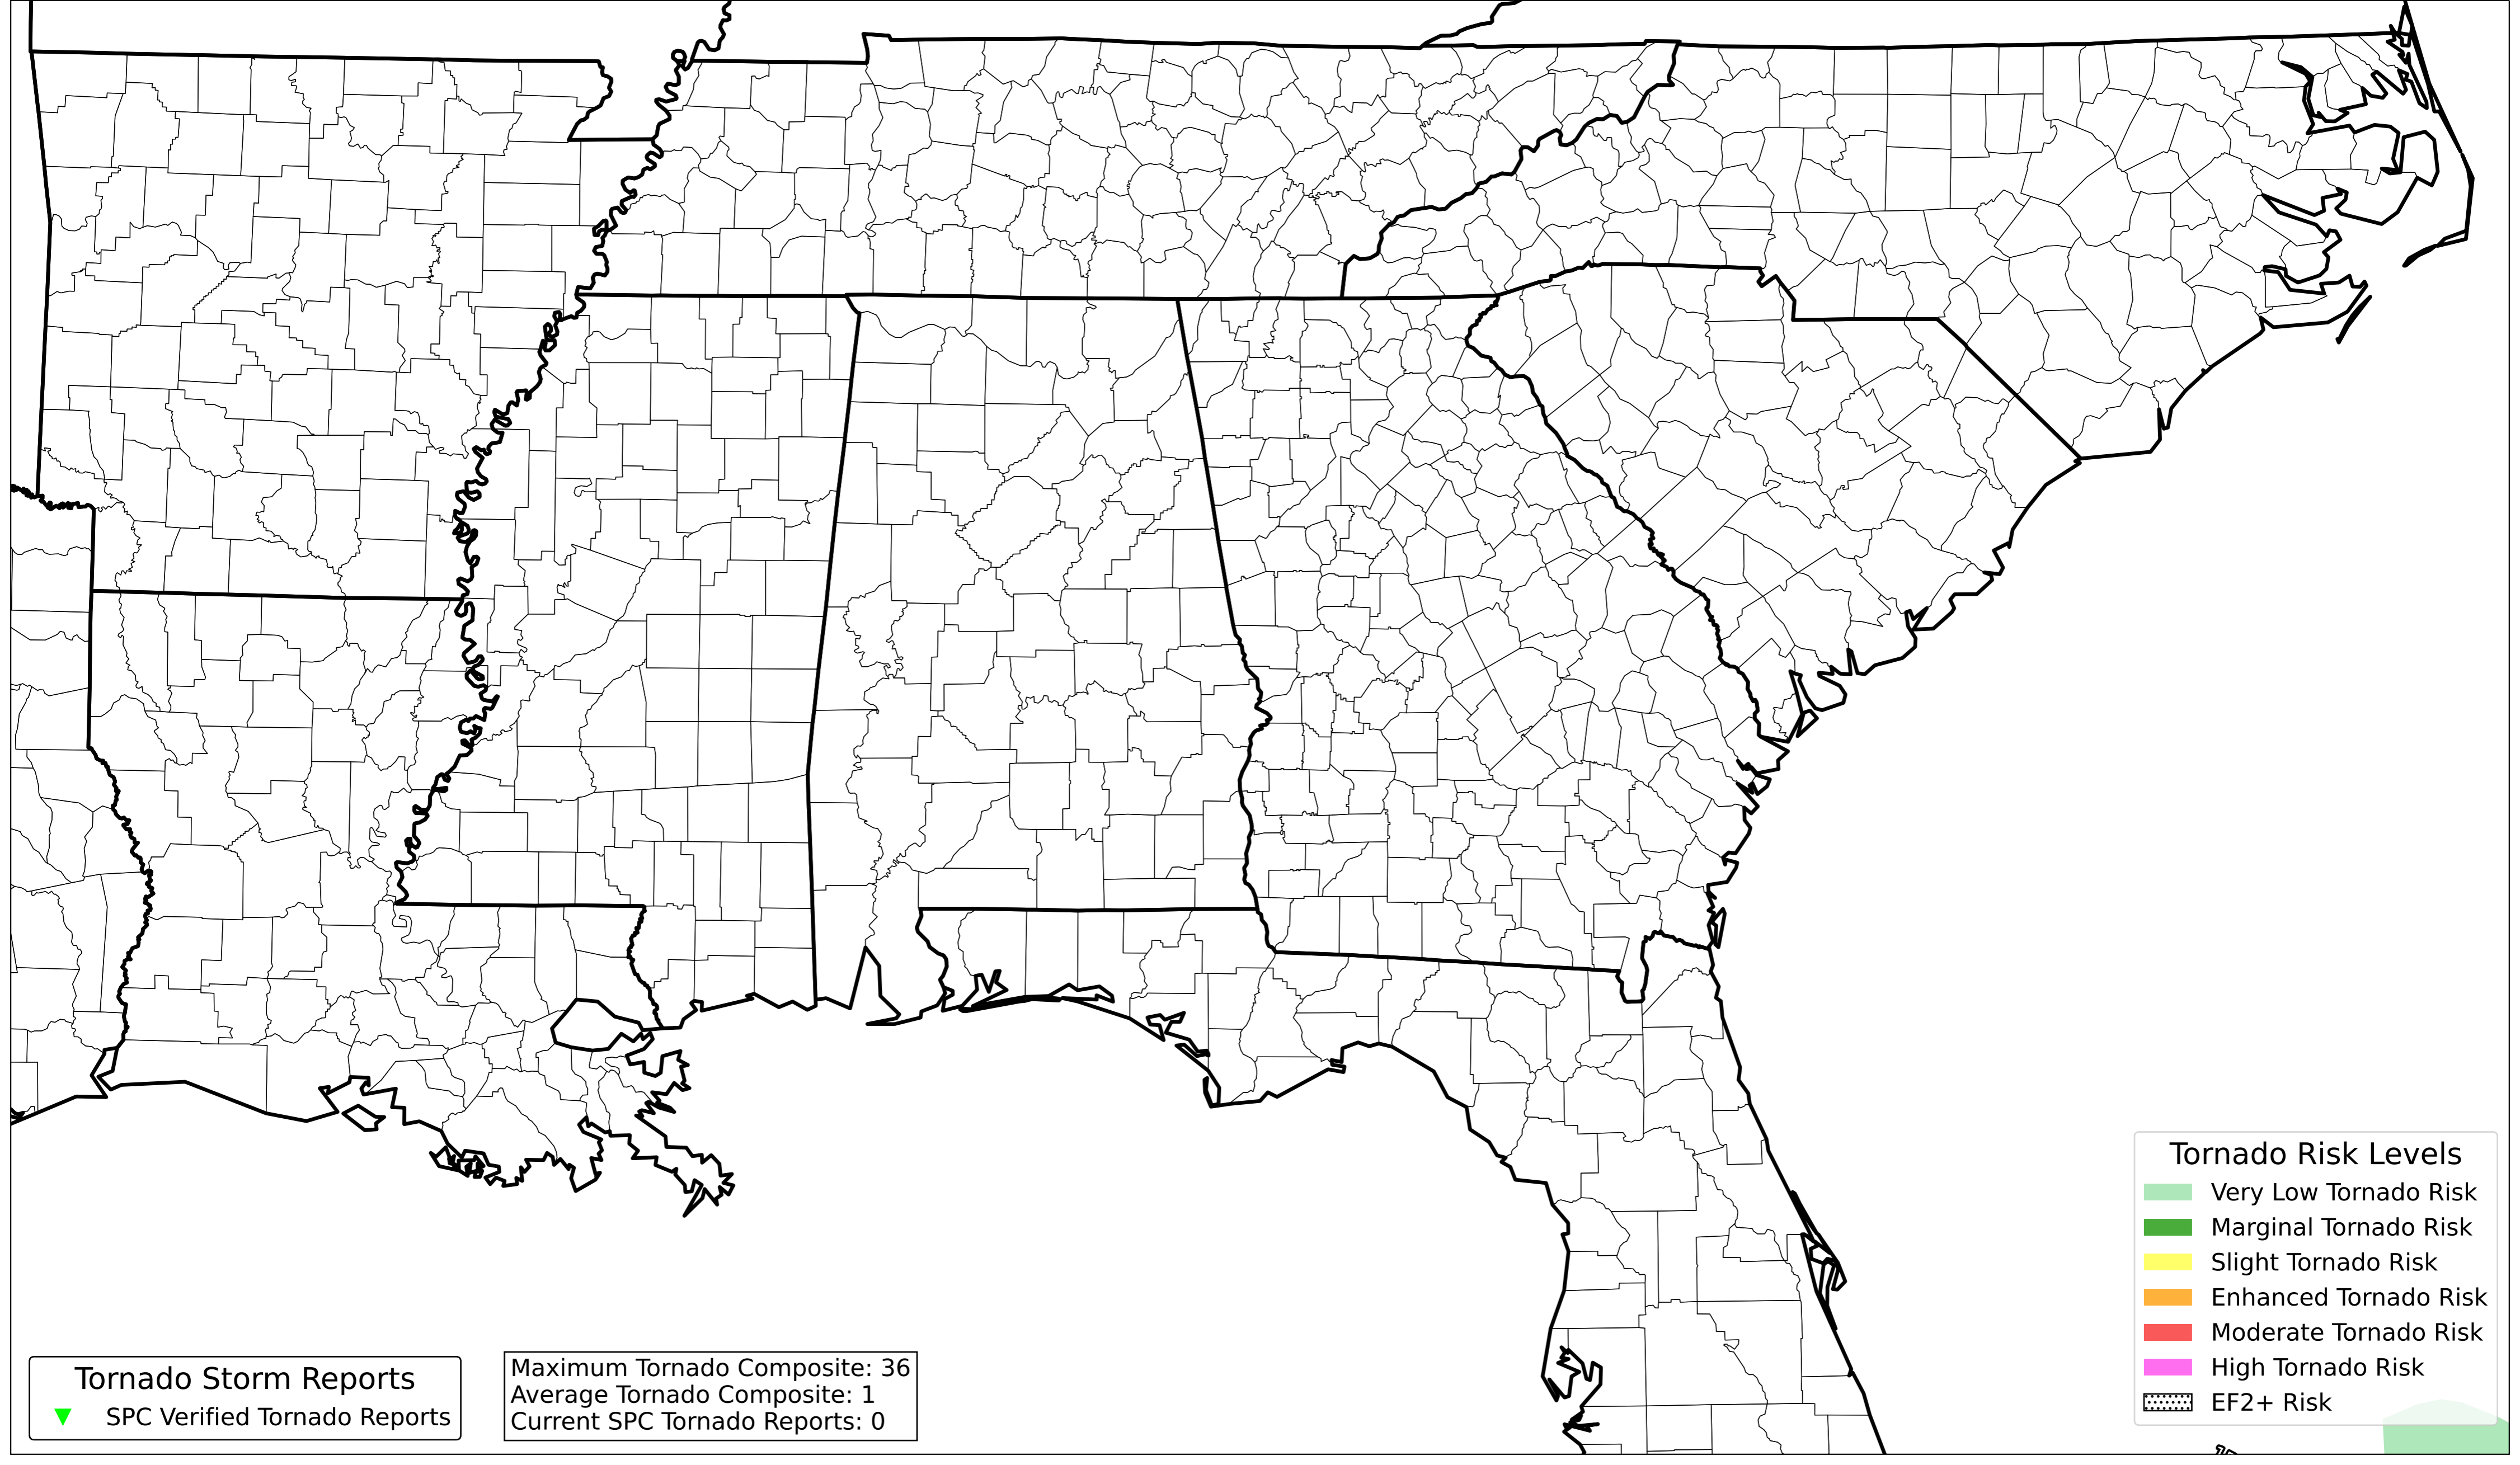 Tornado Risk Levels
Very Low Tornado Risk
Marginal Tornado Risk
Slight Tornado Risk
Enhanced Tornado Risk
Moderate Tornado Risk
High Tornado Risk
EF2+ Risk
Tornado Storm Reports
SPC Verified Tornado Reports
Maximum Tornado Composite: 36
Average Tornado Composite: 1
Current SPC Tornado Reports: 0